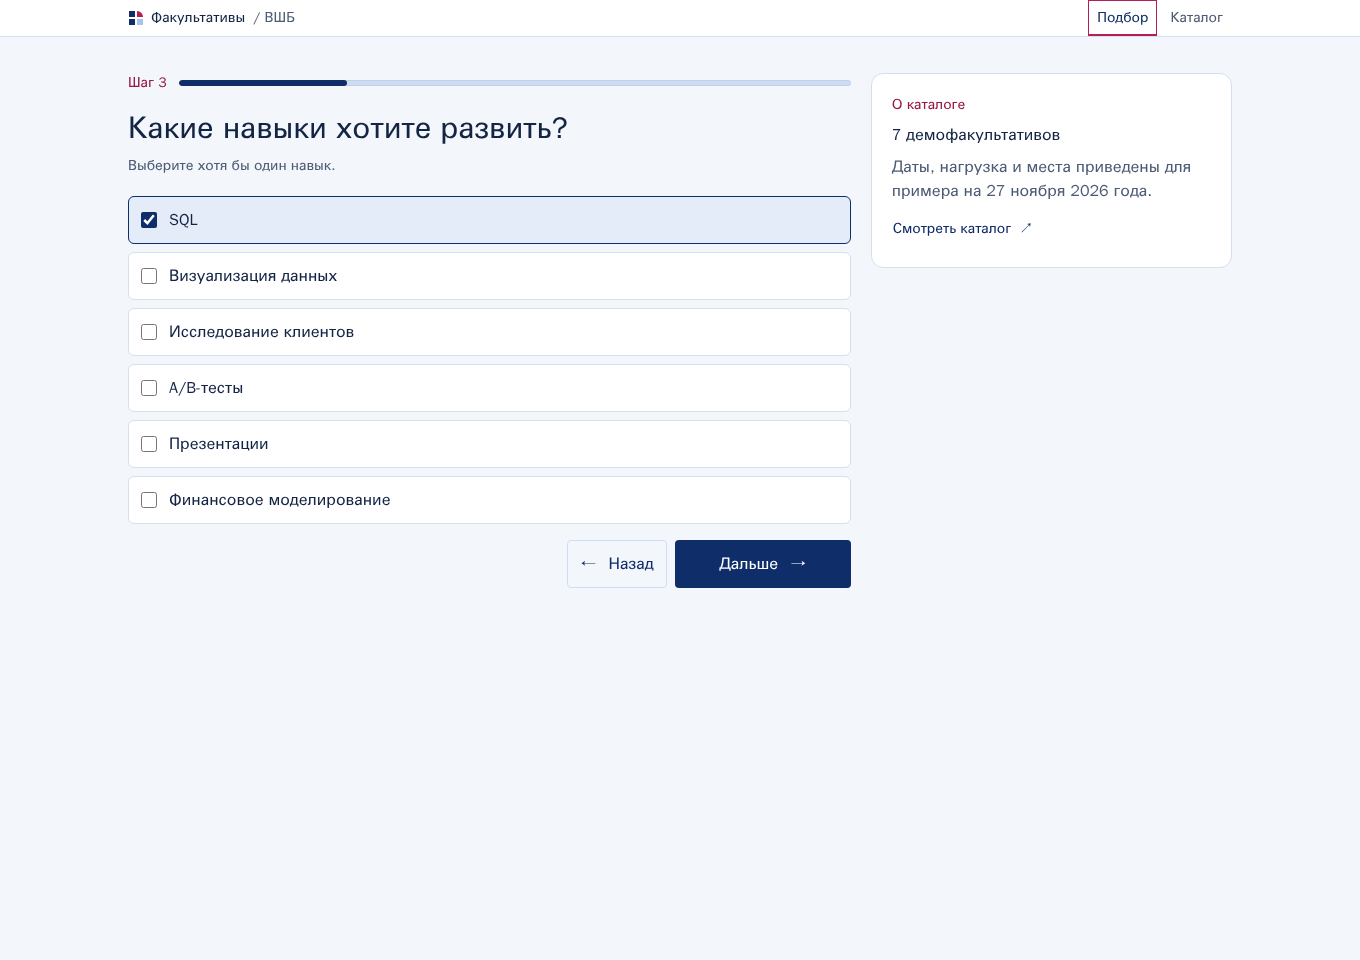 Факультативы / ВШБ
Подбор
Каталог
Шаг 3
Какие навыки хотите развить?
Выберите хотя бы один навык.
SQL
Визуализация данных
Исследование клиентов
A/B-тесты
Презентации
Финансовое моделирование
← Назад
Дальше →
О каталоге
7 демофакультативов
Даты, нагрузка и места приведены для
примера на 27 ноября 2026 года.
Смотреть каталог ↗